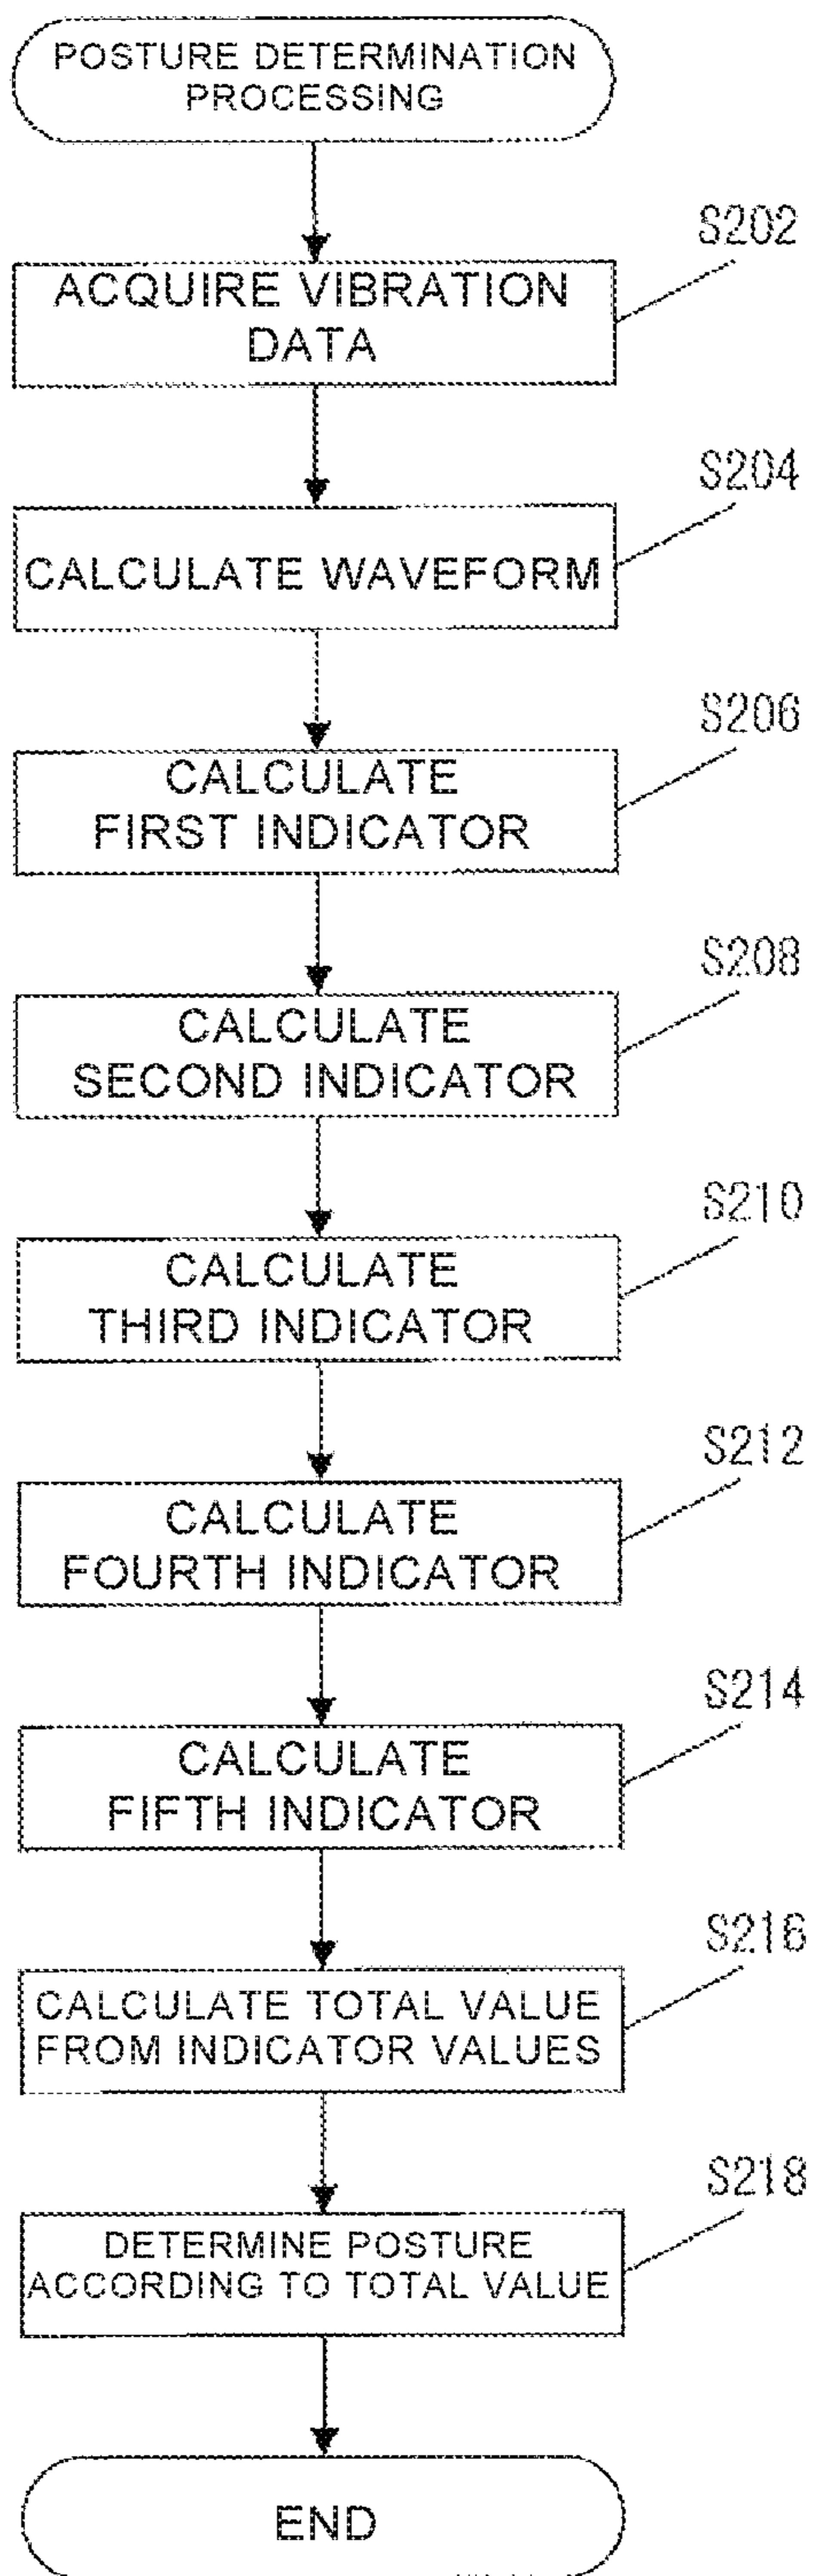 POSTURE DETERMINATION
PROCESSING
S202
ACQUIRE VIBRATION
DATA
S204
CALCULATE WAVEFORM
S206
CALCULATE
FIRST INDICATOR
S208
CALCULATE
SECOND INDICATOR
S210
CALCULATE
THIRD INDICATOR
S212
CALCULATE
FOURTH INDICATOR
S214
CALCULATE
FIFTH INDICATOR
S216
CALCULATE TOTAL VALUE
FROM INDICATOR VALUES
S218
DETERMINE POSTURE
ACCORDING TO TOTAL VALUE
END